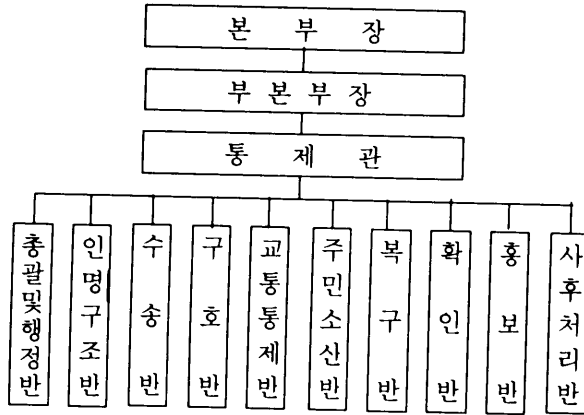 본 부 장
부 본 부 장
통 제 관
총괄및행정반
인명구조반
수송반
구호반
교통통제반
주민소산반
복구반
확인반
홍보반
사후처리반